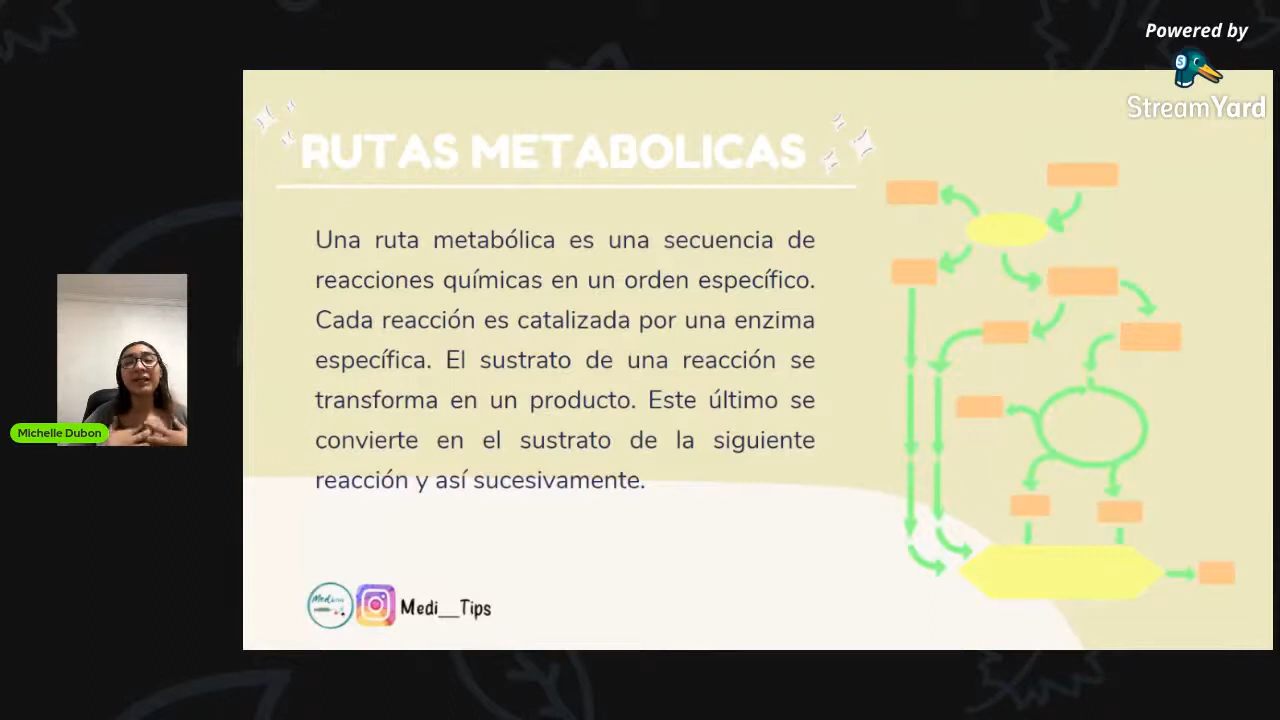 Powered by
StreamYard
RUTAS METABOLICAS
Una ruta metabólica es una secuencia de
reacciones químicas en un orden específico.
Cada reacción es catalizada por una enzima
específica. El sustrato de una reacción se
transforma en un producto. Este último se
convierte en el sustrato de la siguiente
reacción y así sucesivamente.
Michelle Dubon
Medi__Tips